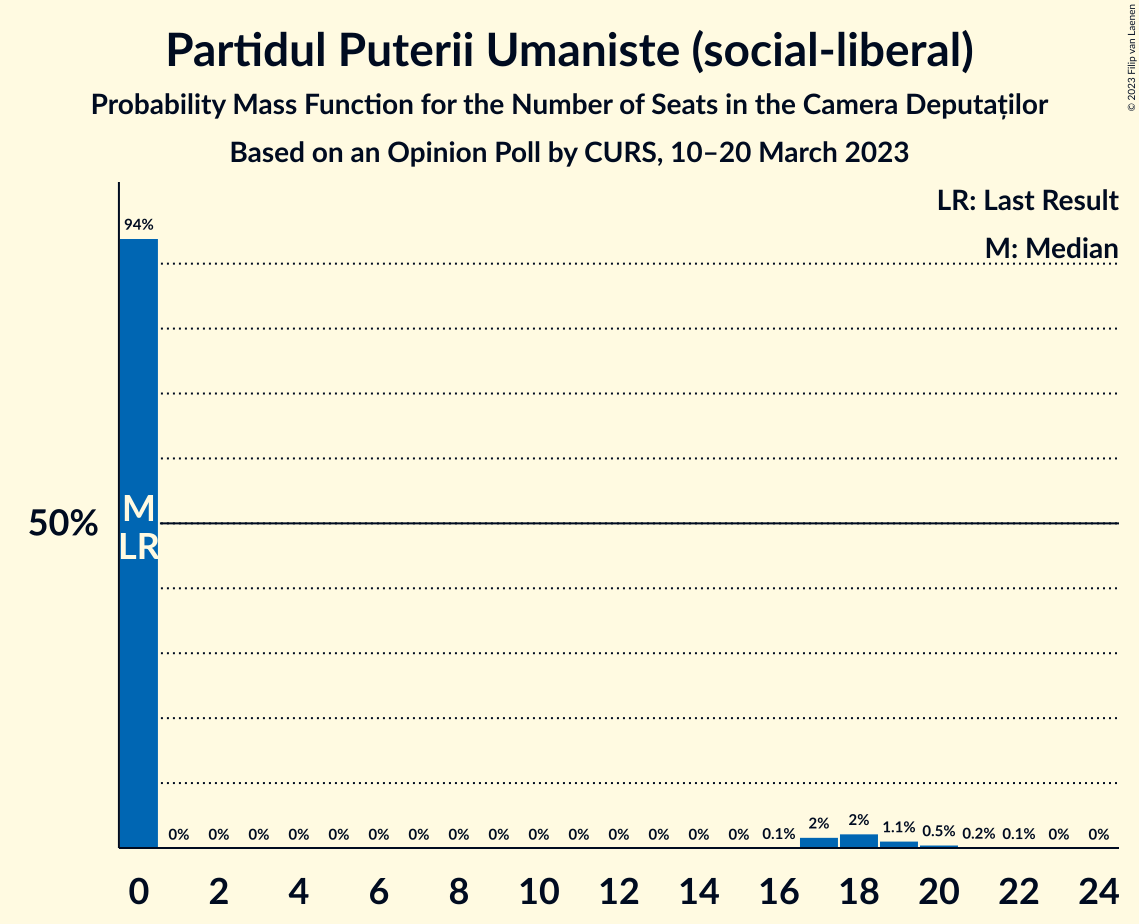 Partidul Puterii Umaniste (social-liberal)
Probability Mass Function for the Number of Seats in the Camera Deputaților
Based on an Opinion Poll by CURS, 10–20 March 2023
© 2023 Filip van Laenen
LR: Last Result
M: Median
94%
50%
M
LR
0% 0% 0% 0% 0% 0% 0% 0% 0% 0% 0% 0% 0% 0% 0% 0.1% 2% 2% 1.1% 0.5% 0.2% 0.1% 0% 0%
0 2 4 6 8 10 12 14 16 18 20 22 24